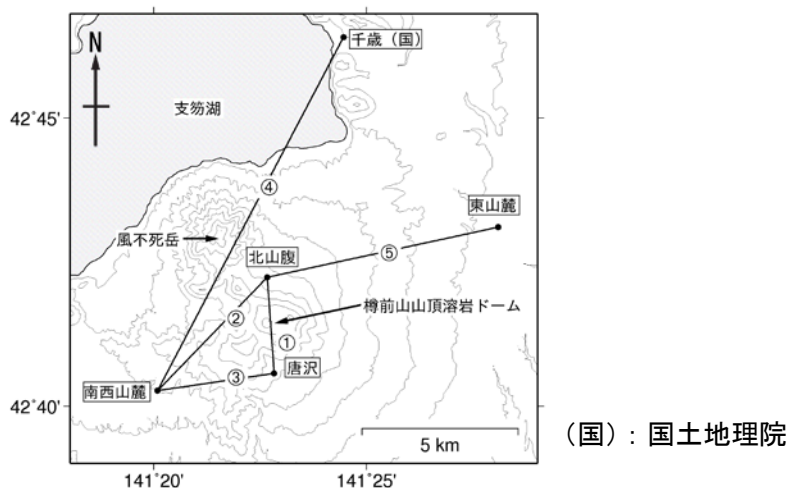 千歳（国）
N
42°45'
支笏湖
④
東山麓
風不死岳
北山腹
⑤
樽前山山頂溶岩ドーム
②
①
南西山麓
③
唐沢
42°40'
5 km
（国）：国土地理院
141°20'
141°25'